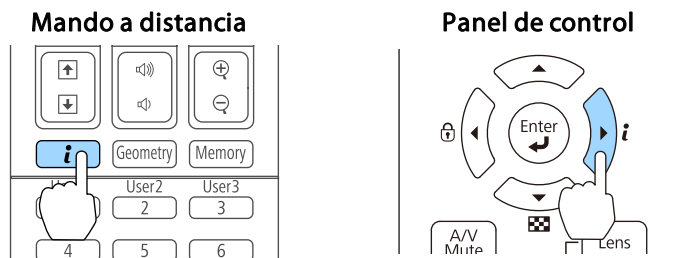 Mando a distancia
Panel de control
i
Geometry
Memory
User2
User3
2
3
4
5
6
Enter
i
A/V
Mute
Lens